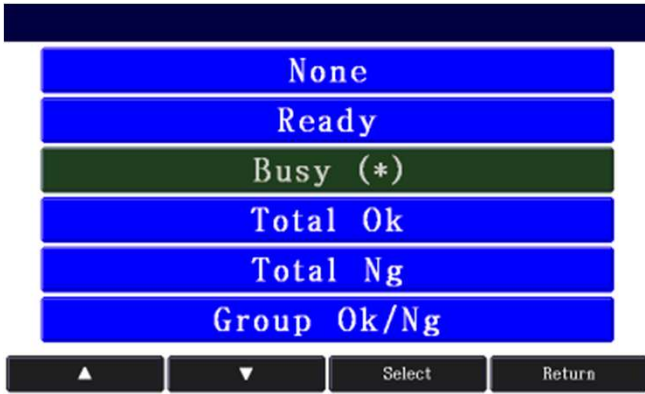 None
Ready
Busy (*)
Total Ok
Total Ng
Group Ok/Ng
▲ ▼ Select Return